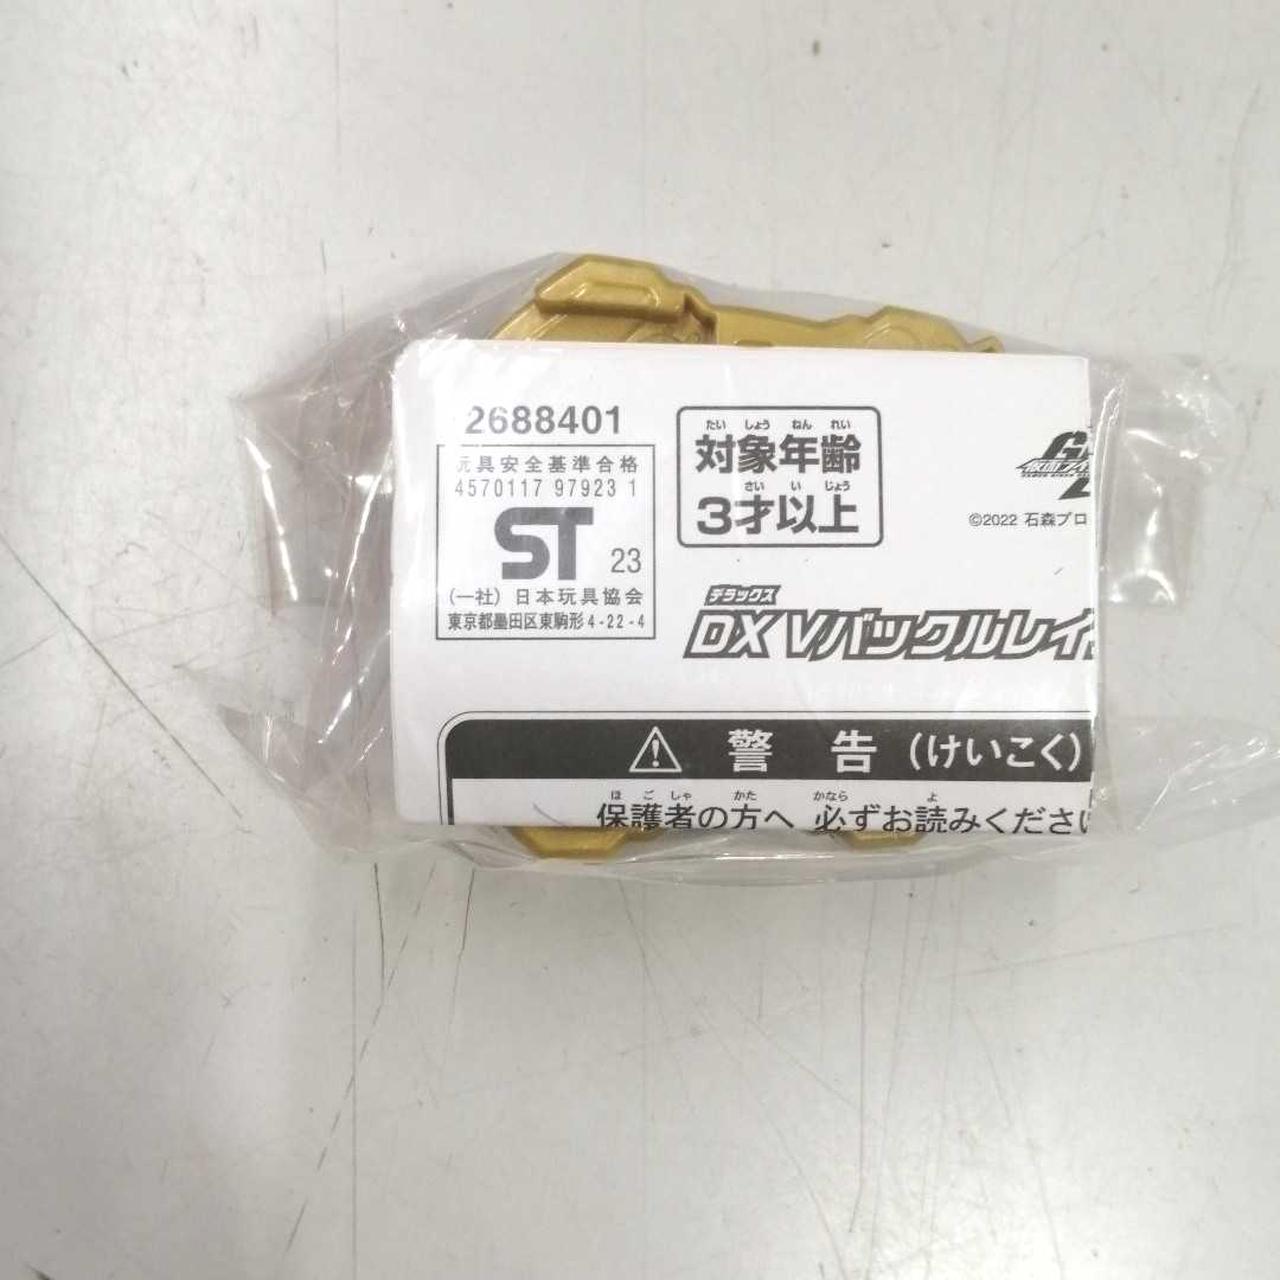 2688401
玩具安全基準合格
4570117 97923 1
ST 23
(一社) 日本玩具協会
東京都墨田区東駒形4-22-4
たい しょう ねん れい
対象年齢
さい い じょう
3才以上
©2022 石森プロ
デラックス
DX Vバックルレイ
警 告 (けいこく)
ほ ご しゃ かた かなら よ
保護者の方へ 必ずお読みくださ